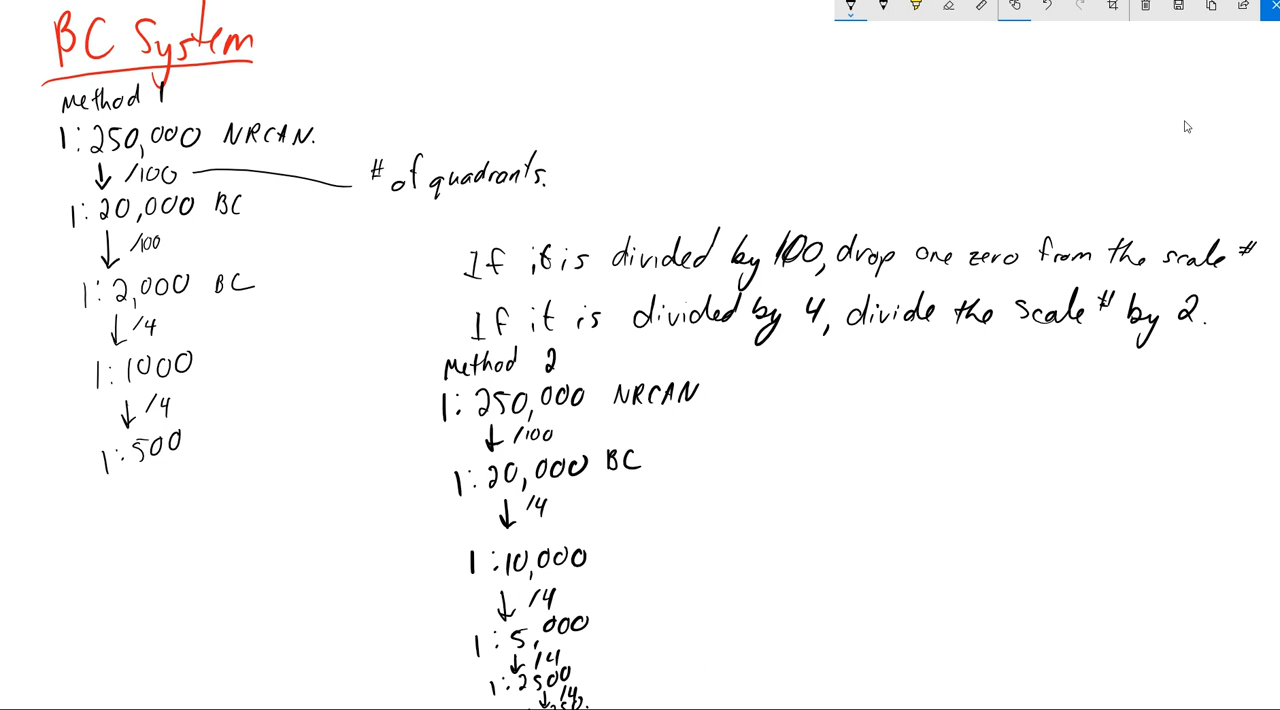 BC System
Method 1
1:250,000 NRCAN.
↓ /100
# of quadrants.
1:20,000 BC
↓ /100
1:2,000 BC
↓ /4
1:1000
↓ /4
1:500
If it is divided by 100, drop one zero from the scale #
If it is divided by 4, divide the scale # by 2.
Method 2
1:250,000 NRCAN
↓ /100
1:20,000 BC
↓ /4
1:10,000
↓ /4
1:5,000
↓ /4
1:2500
↓ /4